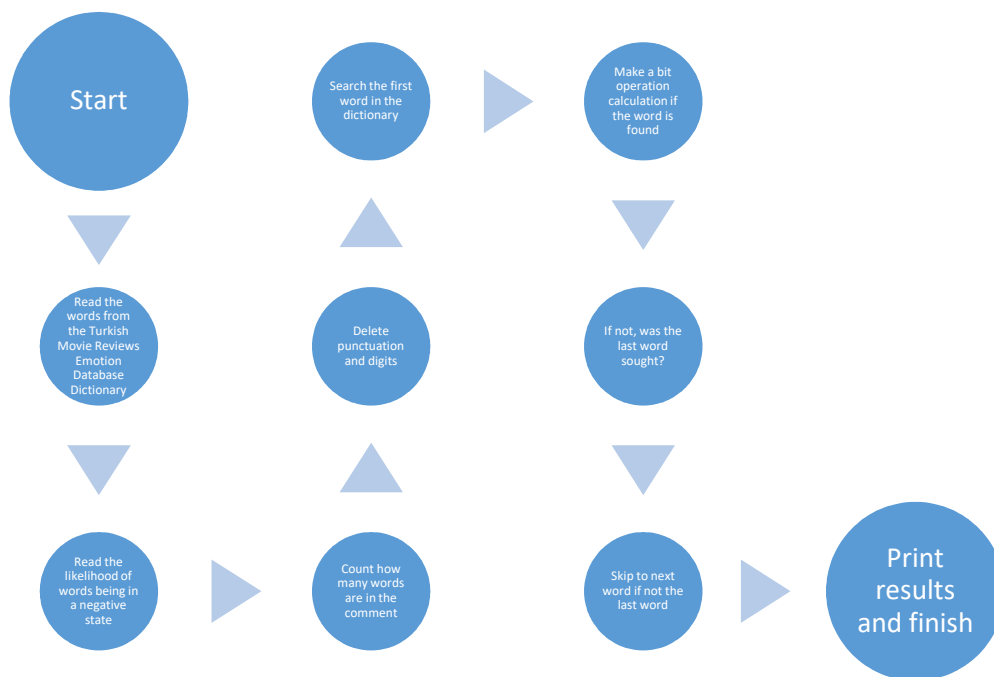 Start
Read the
words from
the Turkish
Movie Reviews
Emotion
Database
Dictionary
Read the
likelihood of
words being in
a negative
state
Count how
many words
are in the
comment
Delete
punctuation
and digits
Search the first
word in the
dictionary
Make a bit
operation
calculation if
the word is
found
If not, was the
last word
sought?
Skip to next
word if not the
last word
Print
results
and finish